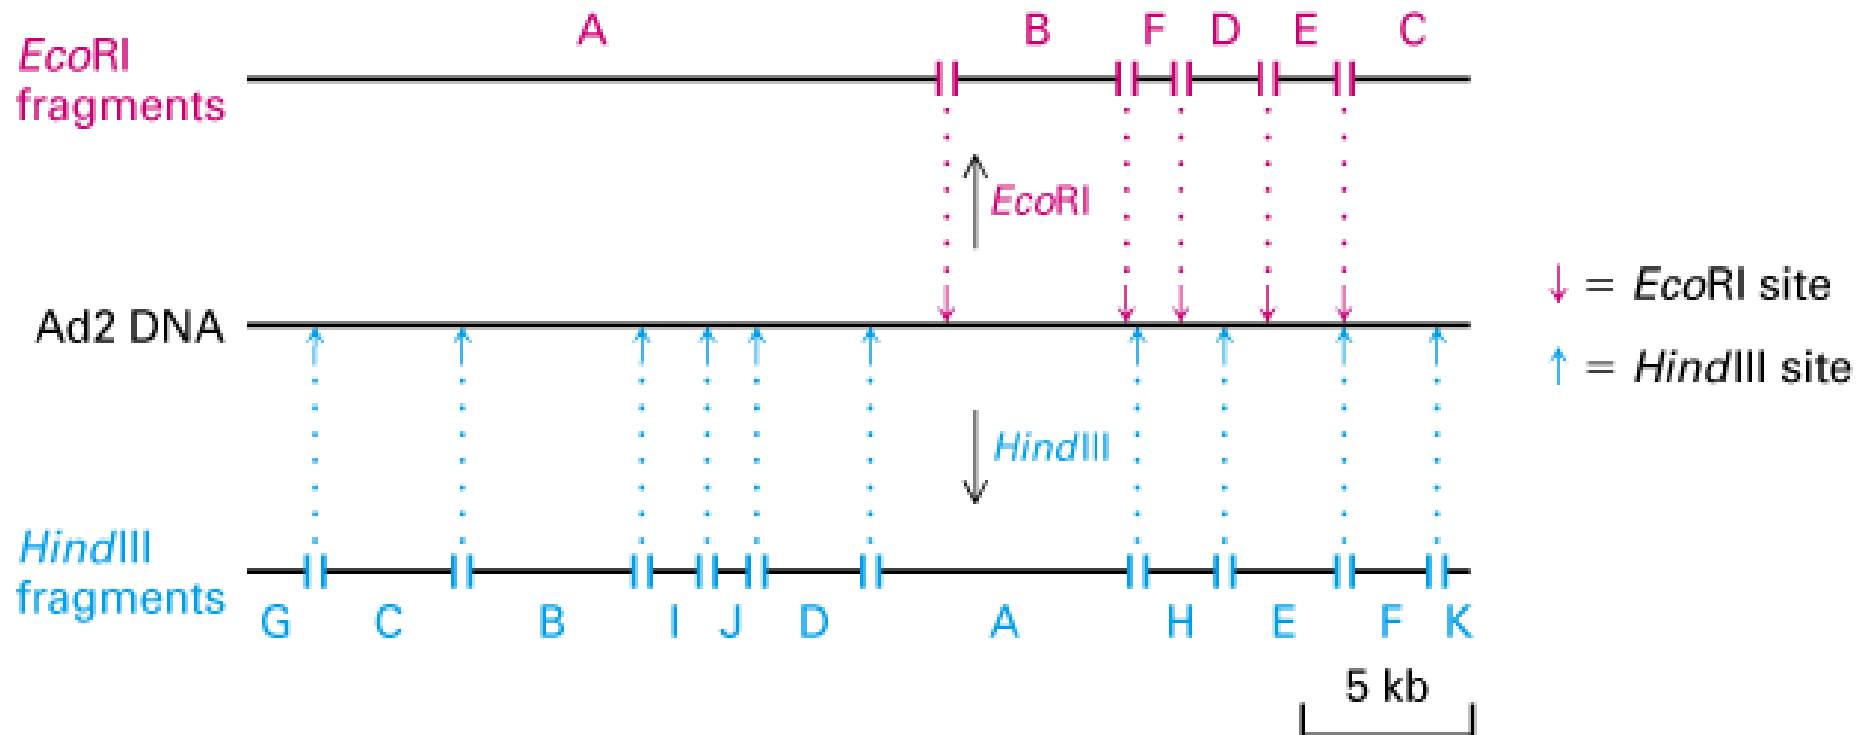 A B F D E C
EcoRI
fragments
EcoRI
Ad2 DNA
↓ = EcoRI site
↑ = HindIII site
HindIII
HindIII
fragments
G C B I J D A H E F K
5 kb